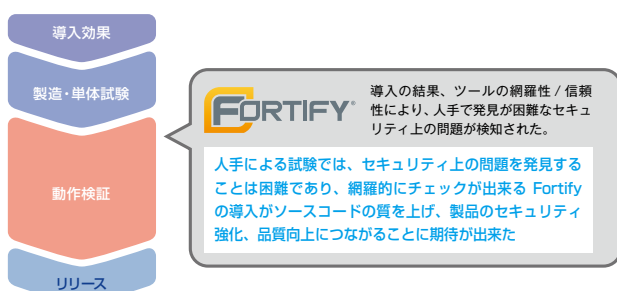 導入効果
製造・単体試験
動作検証
リリース
FORTIFY®
導入の結果、ツールの網羅性 / 信頼
性により、人手で発見が困難なセキュ
リティ上の問題が検知された。
人手による試験では、セキュリティ上の問題を発見する
ことは困難であり、網羅的にチェックが出来る Fortify
の導入がソースコードの質を上げ、製品のセキュリティ
強化、品質向上につながることに期待が出来た